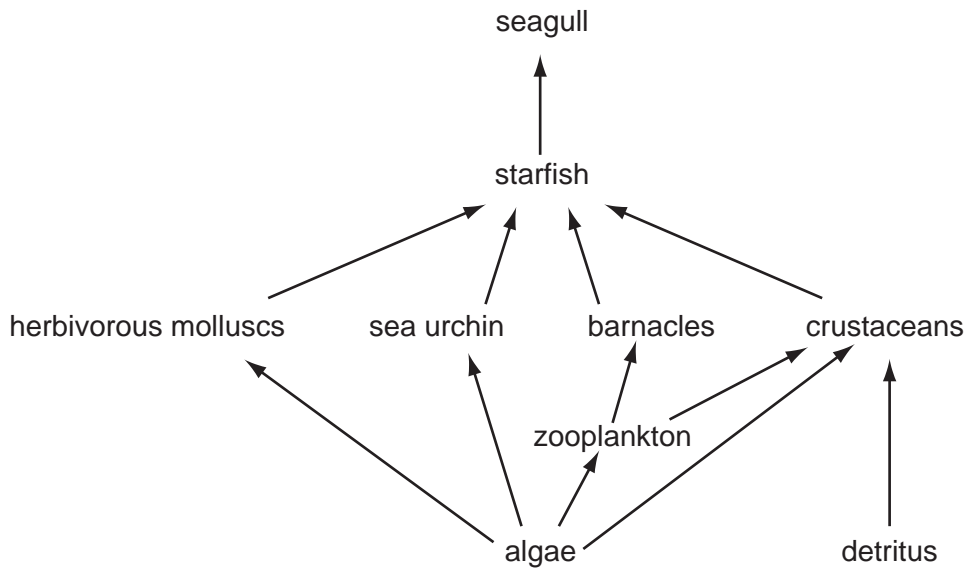 seagull
starfish
herbivorous molluscs
sea urchin
barnacles
crustaceans
zooplankton
algae
detritus